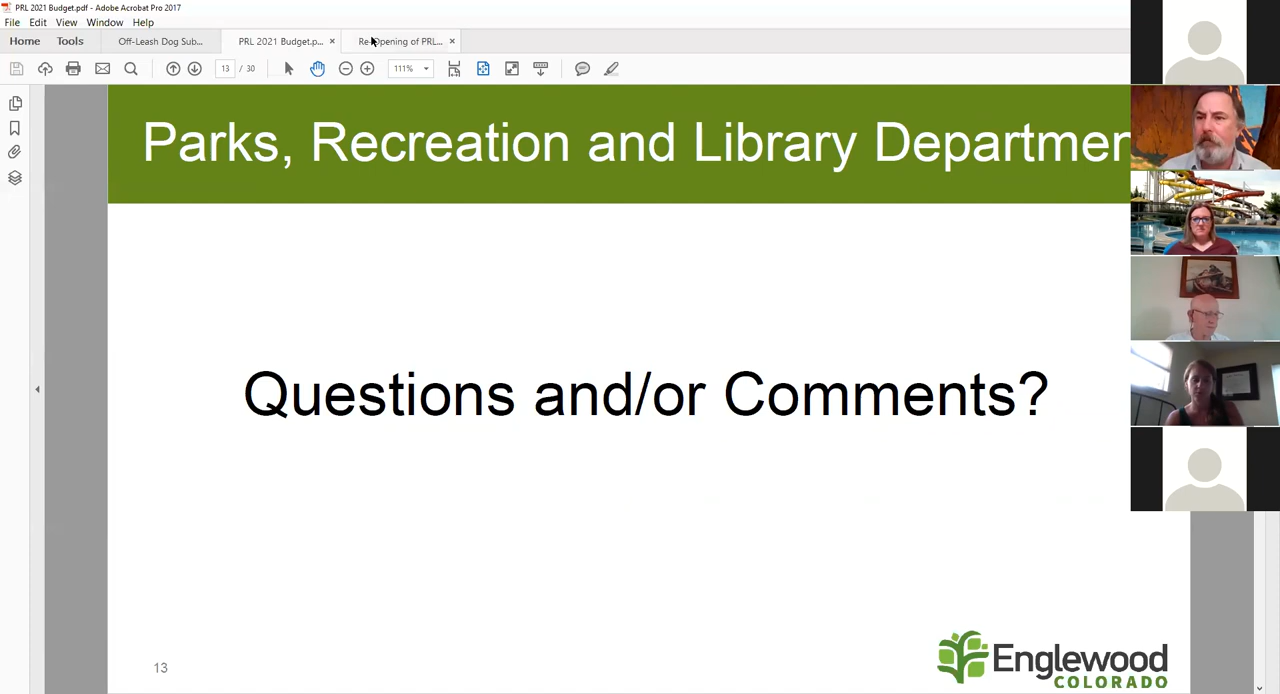 PRL 2021 Budget.pdf - Adobe Acrobat Pro 2017
File Edit View Window Help
Home Tools Off-Leash Dog Sub... PRL 2021 Budget.p... × Re-Opening of PRL... ×
13 / 30 111%
Parks, Recreation and Library Departmen
Questions and/or Comments?
13
Englewood
COLORADO